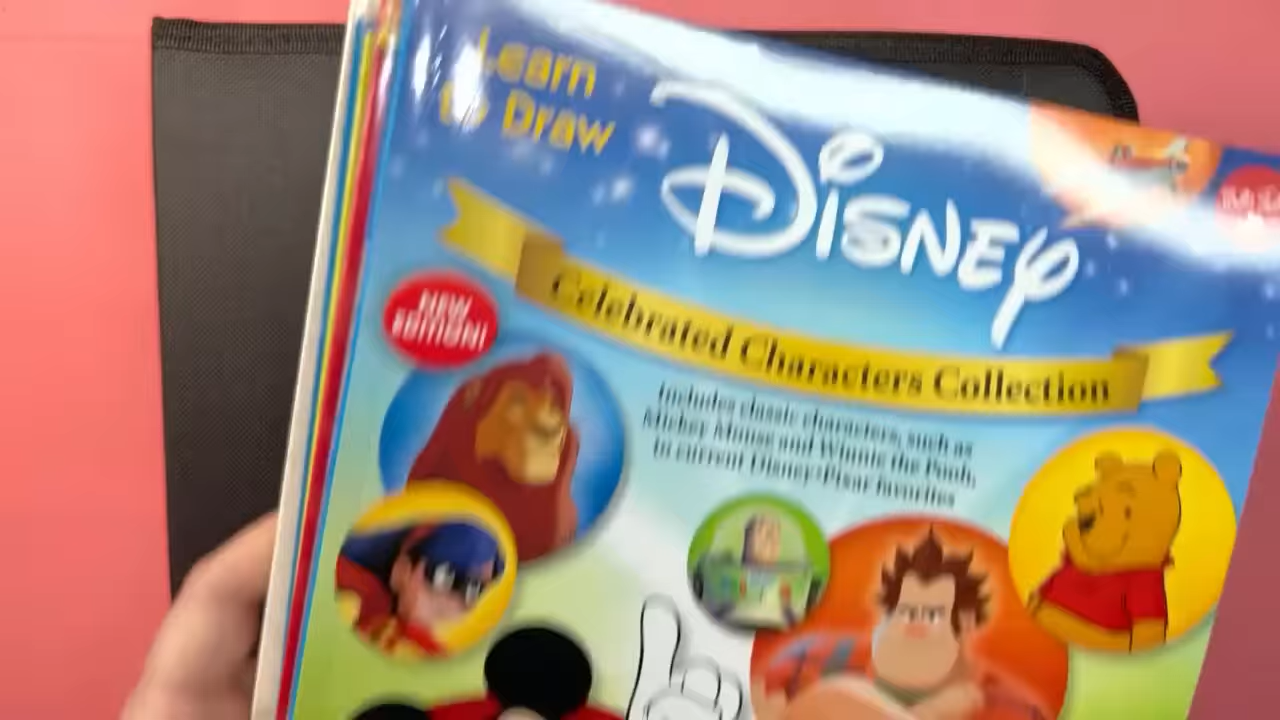 Learn
to Draw
DISNEY
Celebrated Characters Collection
NEW
EDITION!
Includes classic characters, such as
Mickey Mouse and Winnie the Pooh,
to current Disney/Pixar favorites